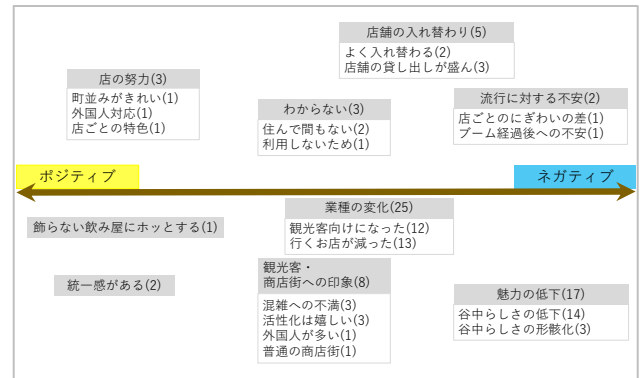 店舗の入れ替わり(5)
よく入れ替わる(2)
店舗の貸し出しが盛ん(3)
店の努力(3)
町並みがきれい(1)
外国人対応(1)
店ごとの特色(1)
わからない(3)
住んで間もない(2)
利用しないため(1)
流行に対する不安(2)
店ごとのにぎわいの差(1)
ブーム経過後への不安(1)
ポジティブ
ネガティブ
飾らない飲み屋にホッとする(1)
業種の変化(25)
観光客向けになった(12)
行くお店が減った(13)
統一感がある(2)
観光客・
商店街への印象(8)
混雑への不満(3)
活性化は嬉しい(3)
外国人が多い(1)
普通の商店街(1)
魅力の低下(17)
谷中らしさの低下(14)
谷中らしさの形骸化(3)